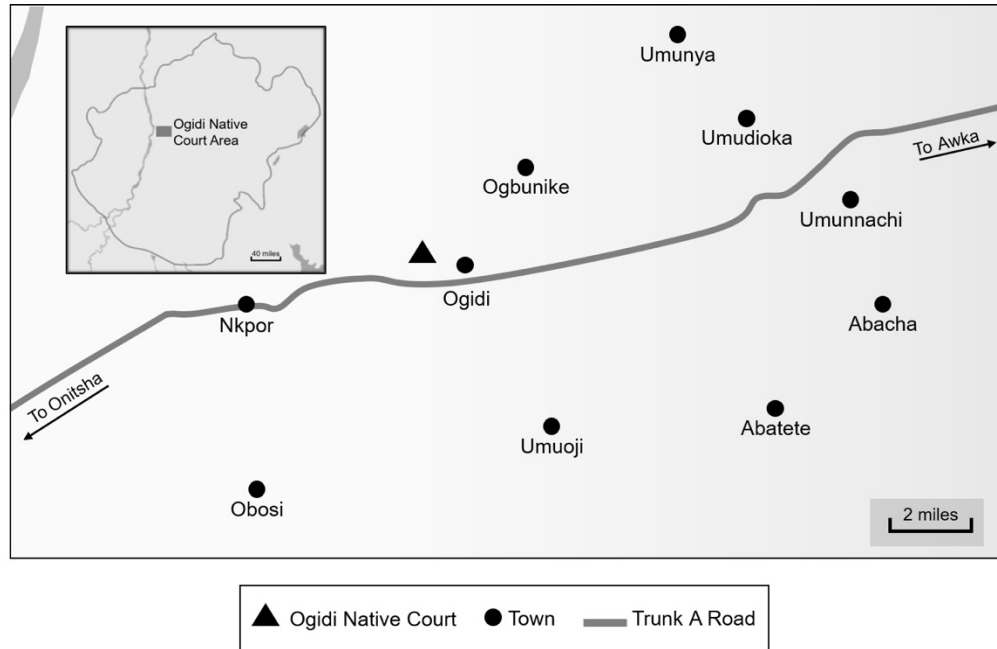 Ogidi Native
Court Area
40 miles
Umunya
Umudioka
To Awka
Ogbunike
Umunnachi
Ogidi
Nkpor
Abacha
To Onitsha
Umuoji
Abatete
Obosi
2 miles
Ogidi Native Court
Town
Trunk A Road